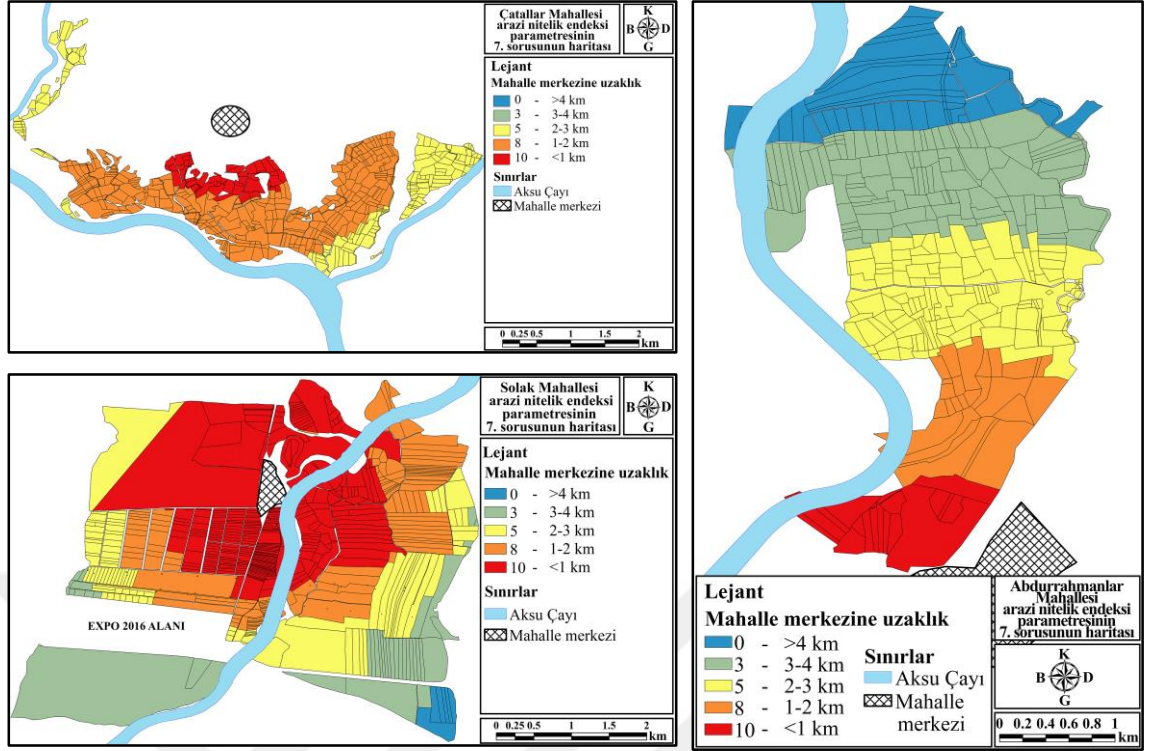 Çatallar Mahallesi
arazi nitelik endeksi
parametresinin
7. sorusunun haritası
K
B D
G
Lejant
Mahalle merkezine uzaklık
0 - >4 km
3 - 3-4 km
5 - 2-3 km
8 - 1-2 km
10 - <1 km
Sınırlar
Aksu Çayı
Mahalle merkezi
0 0.25 0.5 1 1.5 2
km
Solak Mahallesi
arazi nitelik endeksi
parametresinin
7. sorusunun haritası
K
B D
G
Lejant
Mahalle merkezine uzaklık
0 - >4 km
3 - 3-4 km
5 - 2-3 km
8 - 1-2 km
10 - <1 km
Sınırlar
Aksu Çayı
Mahalle merkezi
EXPO 2016 ALANI
0 0.25 0.5 1 1.5 2
km
Lejant
Mahalle merkezine uzaklık
0 - >4 km
3 - 3-4 km
5 - 2-3 km
8 - 1-2 km
10 - <1 km
Sınırlar
Aksu Çayı
Mahalle
merkezi
Abdurrahmanlar
Mahallesi
arazi nitelik endeksi
parametresinin
7. sorusunun haritası
K
B D
G
0 0.2 0.4 0.6 0.8 1
km